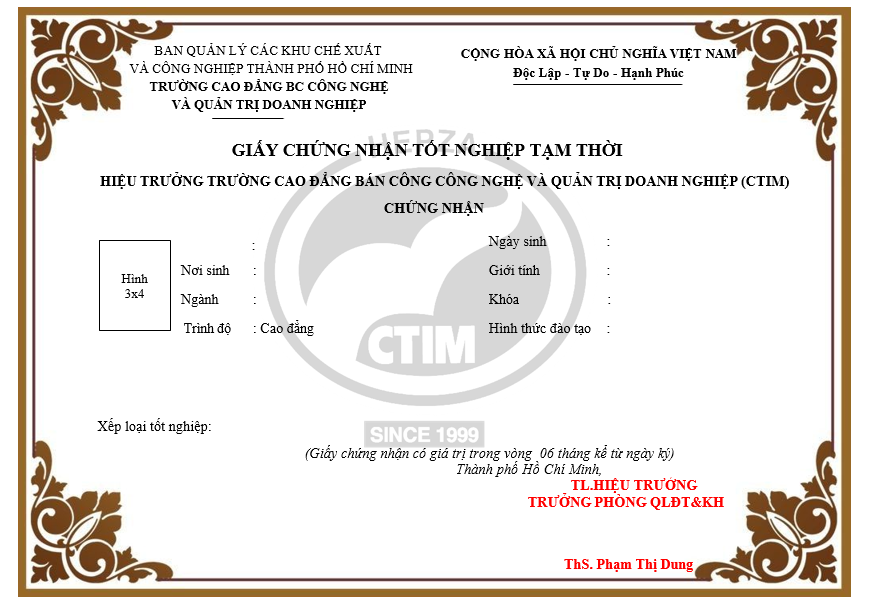 BAN QUẢN LÝ CÁC KHU CHẾ XUẤT
VÀ CÔNG NGHIỆP THÀNH PHỐ HỒ CHÍ MINH
TRƯỜNG CAO ĐẲNG BC CÔNG NGHỆ
VÀ QUẢN TRỊ DOANH NGHIỆP
CỘNG HÒA XÃ HỘI CHỦ NGHĨA VIỆT NAM
Độc Lập - Tự Do - Hạnh Phúc
HEPZA
GIẤY CHỨNG NHẬN TỐT NGHIỆP TẠM THỜI
HIỆU TRƯỞNG TRƯỜNG CAO ĐẲNG BÁN CÔNG CÔNG NGHỆ VÀ QUẢN TRỊ DOANH NGHIỆP (CTIM)
CHỨNG NHẬN
Hình
3x4
:
Ngày sinh :
Nơi sinh :
Giới tính :
Ngành :
Khóa :
Trình độ : Cao đẳng
Hình thức đào tạo :
CTIM
Xếp loại tốt nghiệp:
SINCE 1999
(Giấy chứng nhận có giá trị trong vòng 06 tháng kể từ ngày ký)
Thành phố Hồ Chí Minh,
TL.HIỆU TRƯỞNG
TRƯỞNG PHÒNG QLĐT&KH
ThS. Phạm Thị Dung